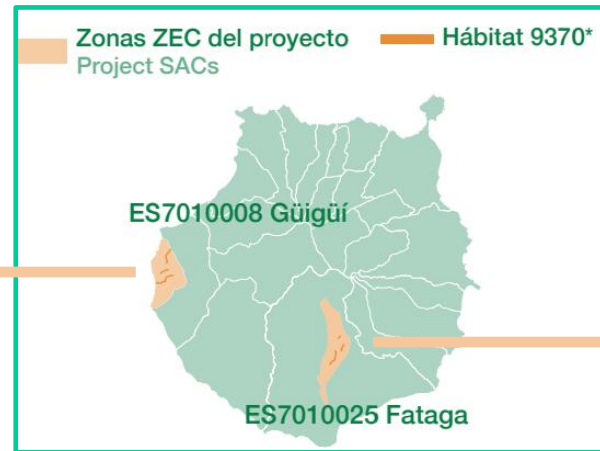 Zonas ZEC del proyecto
Project SACs
Hábitat 9370*
ES7010008 Güigüí
ES7010025 Fataga